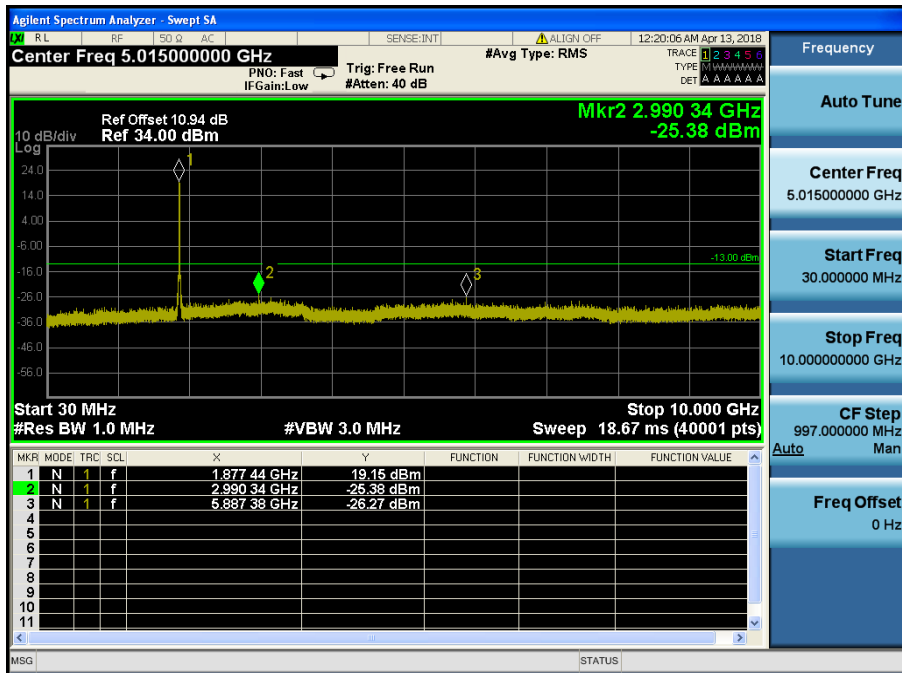 Agilent Spectrum Analyzer - Swept SA
LXI RL RF 50 Ω AC SENSE:INT ALIGN OFF 12:20:06 AM Apr 13, 2018
Center Freq 5.015000000 GHz
PNO: Fast
IFGain:Low
Trig: Free Run
#Atten: 40 dB
#Avg Type: RMS
TRACE 1 2 3 4 5 6
TYPE M W W W W W
DET A A A A A A
Frequency
Mkr2 2.990 34 GHz
-25.38 dBm
Ref Offset 10.94 dB
10 dB/div Ref 34.00 dBm
Log
24.0
14.0
4.00
-6.00
-16.0
-26.0
-36.0
-46.0
-56.0
1
2
3
-13.00 dBm
Start 30 MHz Stop 10.000 GHz
#Res BW 1.0 MHz #VBW 3.0 MHz Sweep 18.67 ms (40001 pts)
MKR MODE TRC SCL X Y FUNCTION FUNCTION WIDTH FUNCTION VALUE
1 N 1 f 1.877 44 GHz 19.15 dBm
2 N 1 f 2.990 34 GHz -25.38 dBm
3 N 1 f 5.887 38 GHz -26.27 dBm
4
5
6
7
8
9
10
11
MSG STATUS
Auto Tune
Center Freq
5.015000000 GHz
Start Freq
30.000000 MHz
Stop Freq
10.000000000 GHz
CF Step
997.000000 MHz
Auto Man
Freq Offset
0 Hz